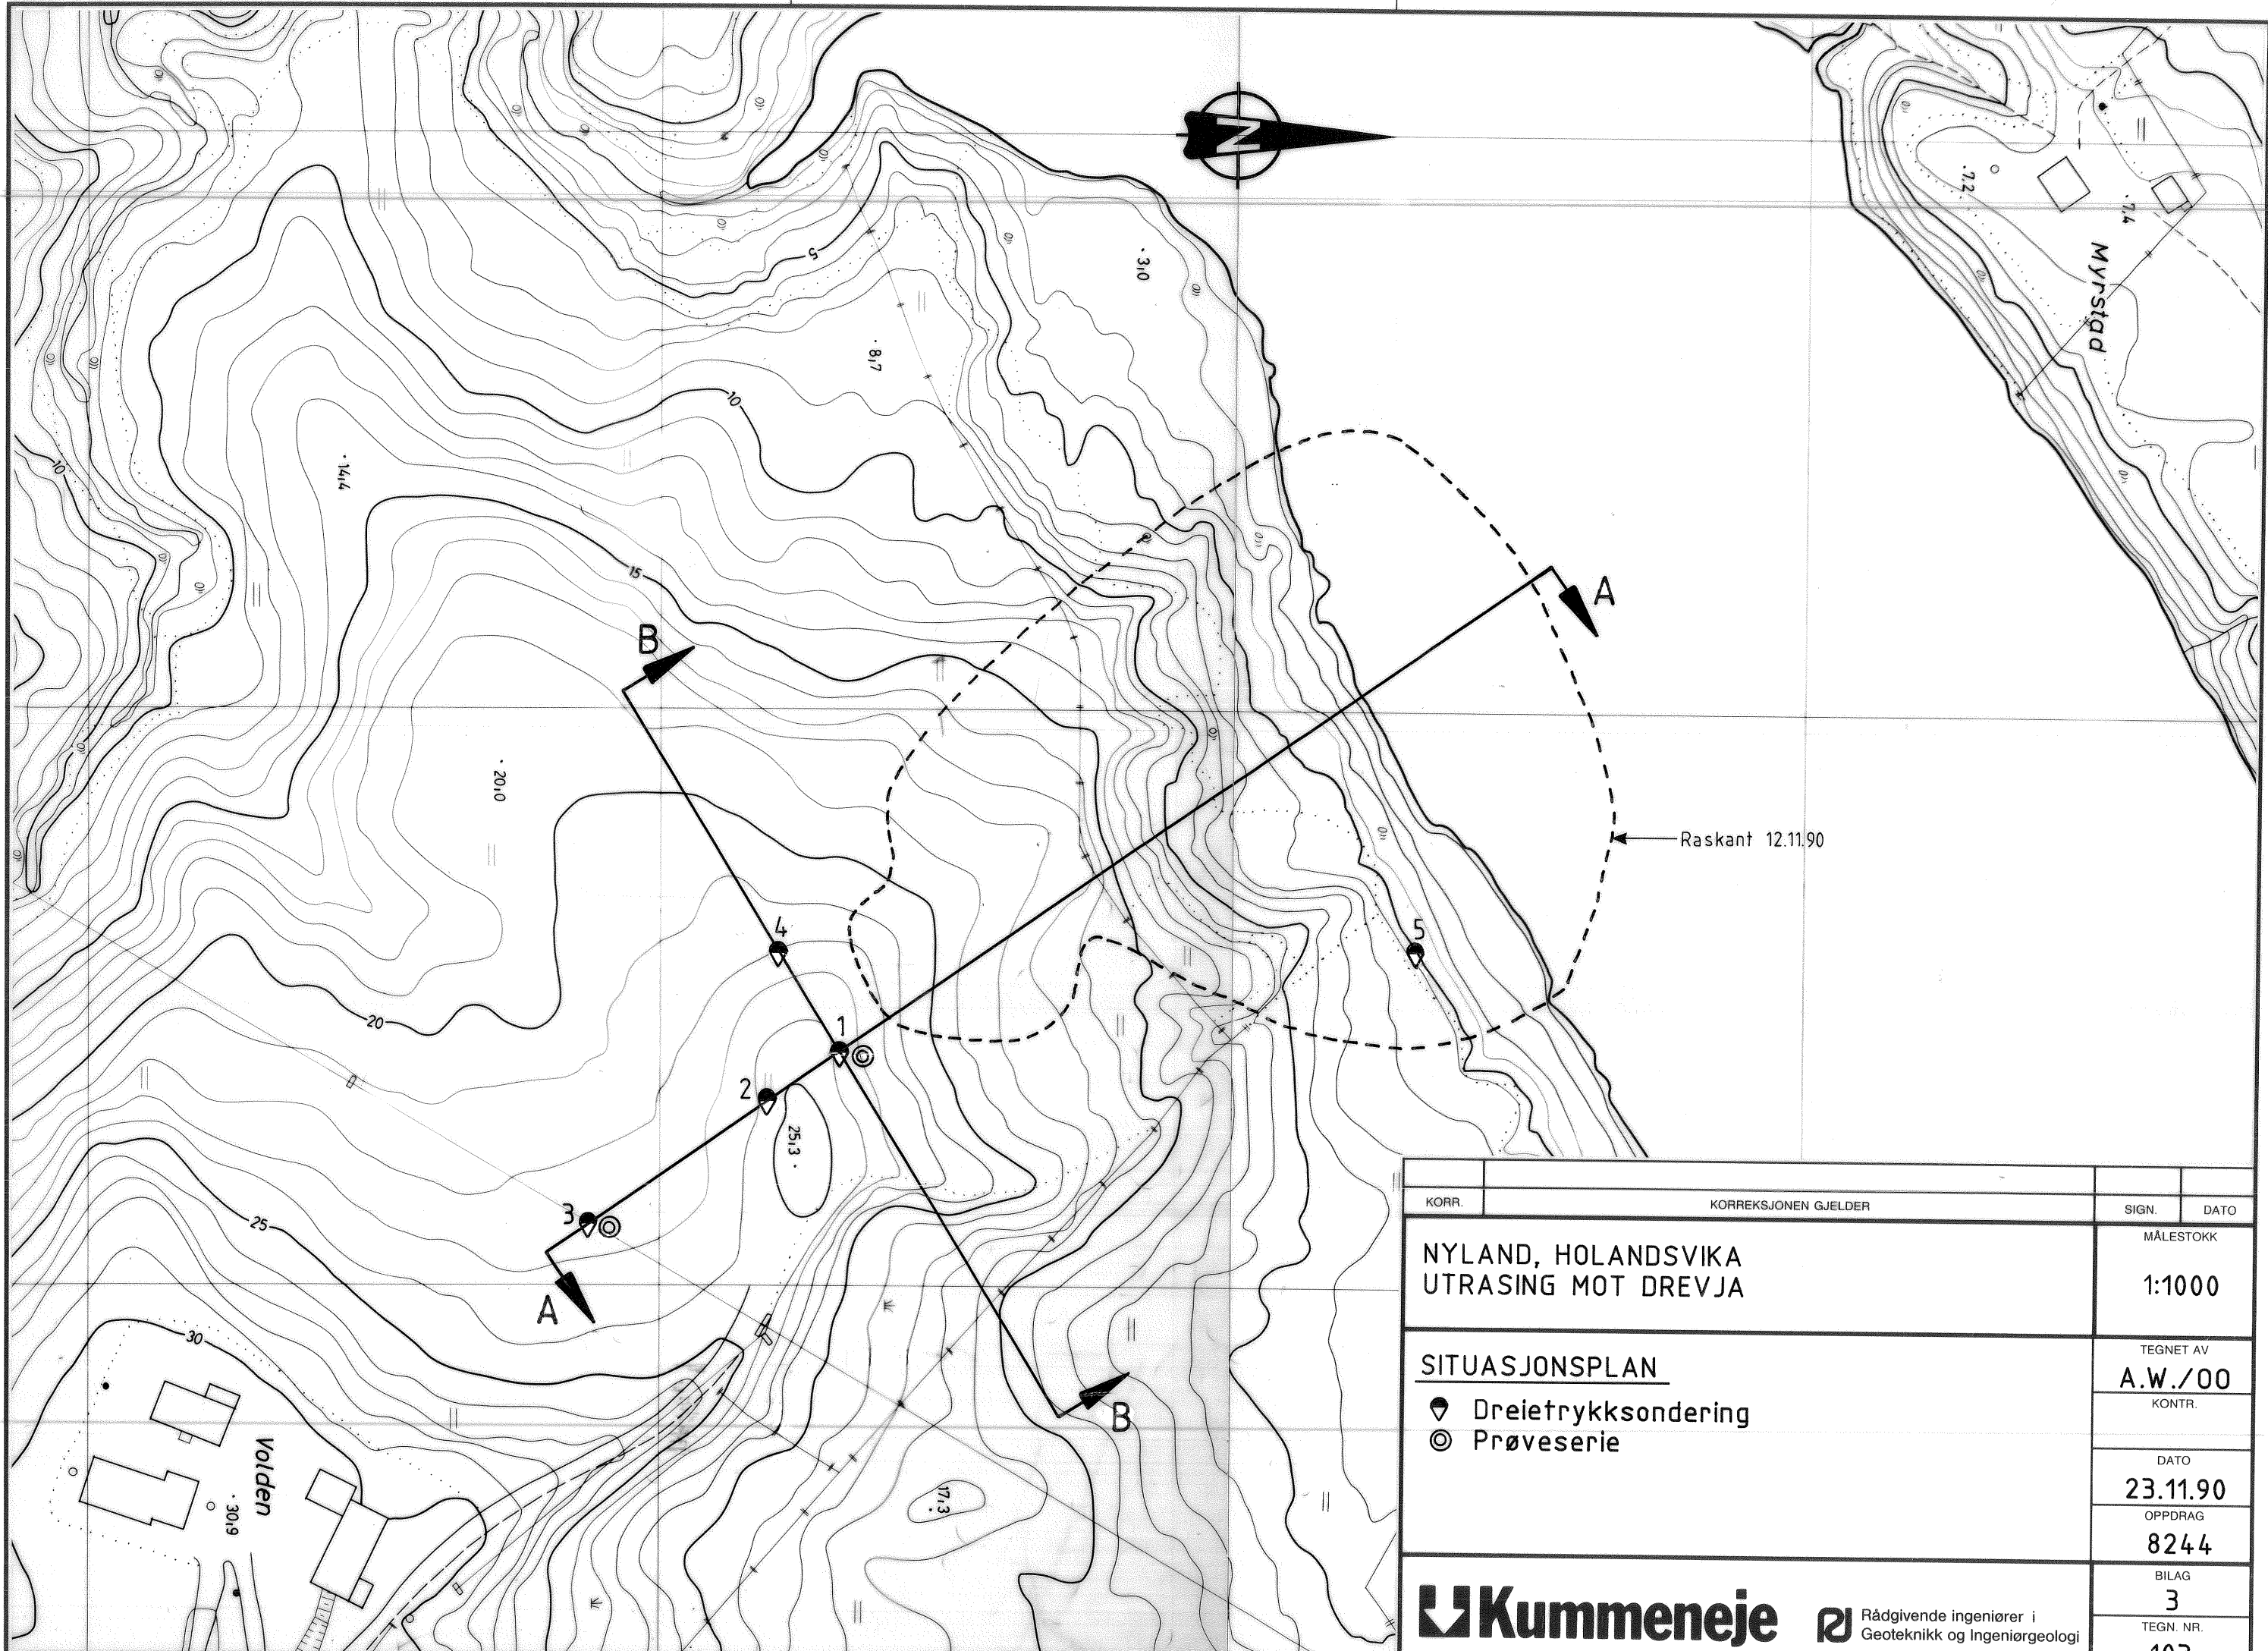 N
5
3,0
7,2
7,4
Myrstad
8,7
10
10
14,4
15
A
B
20,0
Raskant 12.11.90
4
5
1
20
2
25,3
3
25
A
30
B
Volden
30,9
17,3
KORR.
KORREKSJONEN GJELDER
SIGN.
DATO
NYLAND, HOLANDSVIKA
UTRASING MOT DREVJA
MÅLESTOKK
1:1000
SITUASJONSPLAN
Dreietrykksondering
Prøveserie
TEGNET AV
A.W./OO
KONTR.
DATO
23.11.90
OPPDRAG
8244
Kummeneje
Rådgivende ingeniører i
Geoteknikk og Ingeniørgeologi
BILAG
3
TEGN. NR.